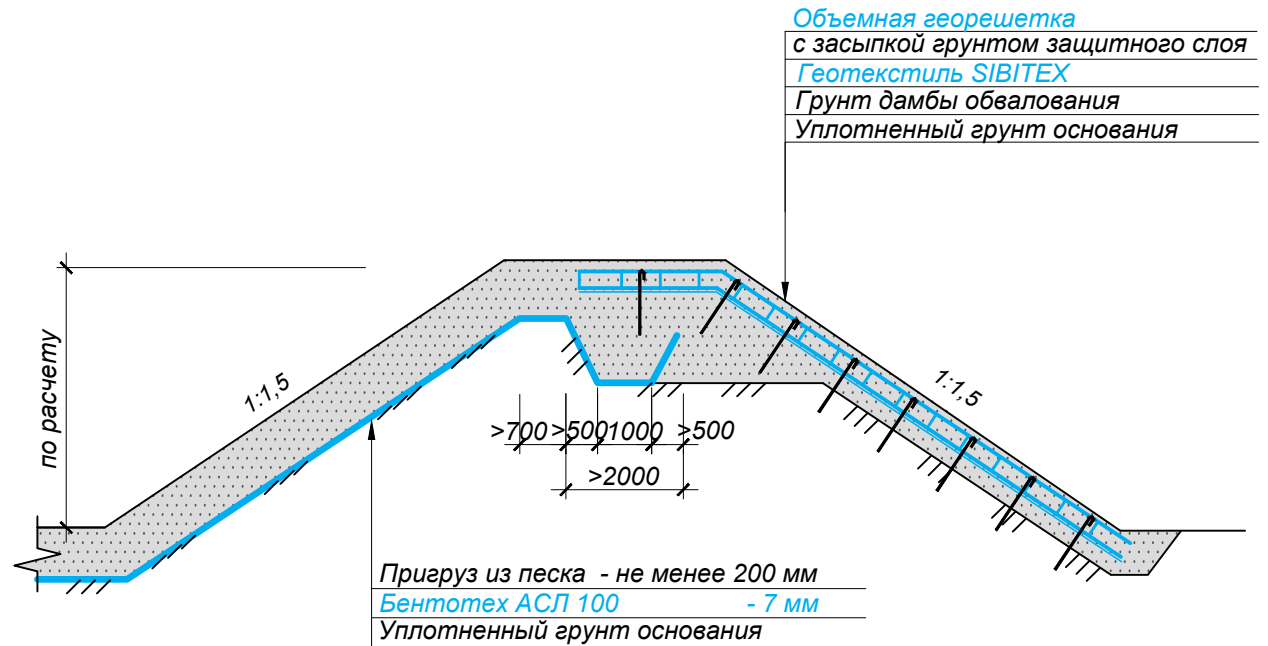 Объемная георешетка
с засыпкой грунтом защитного слоя
Геотекстиль SIBITEX
Грунт дамбы обвалования
Уплотненный грунт основания
по расчету
1:1,5
1:1,5
>700 >500 1000 >500
>2000
Пригруз из песка - не менее 200 мм
Бентотех АСЛ 100 - 7 мм
Уплотненный грунт основания